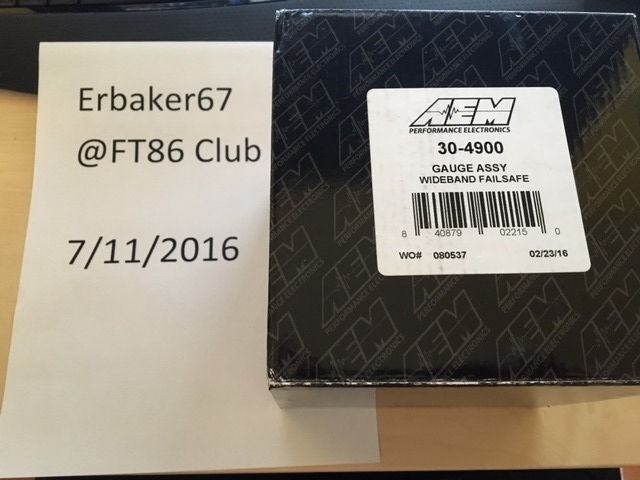 Erbaker67
@FT86 Club
7/11/2016
AEM
PERFORMANCE ELECTRONICS
30-4900
GAUGE ASSY
WIDEBAND FAILSAFE
8 40879 02215 0
WO# 080537 02/23/16